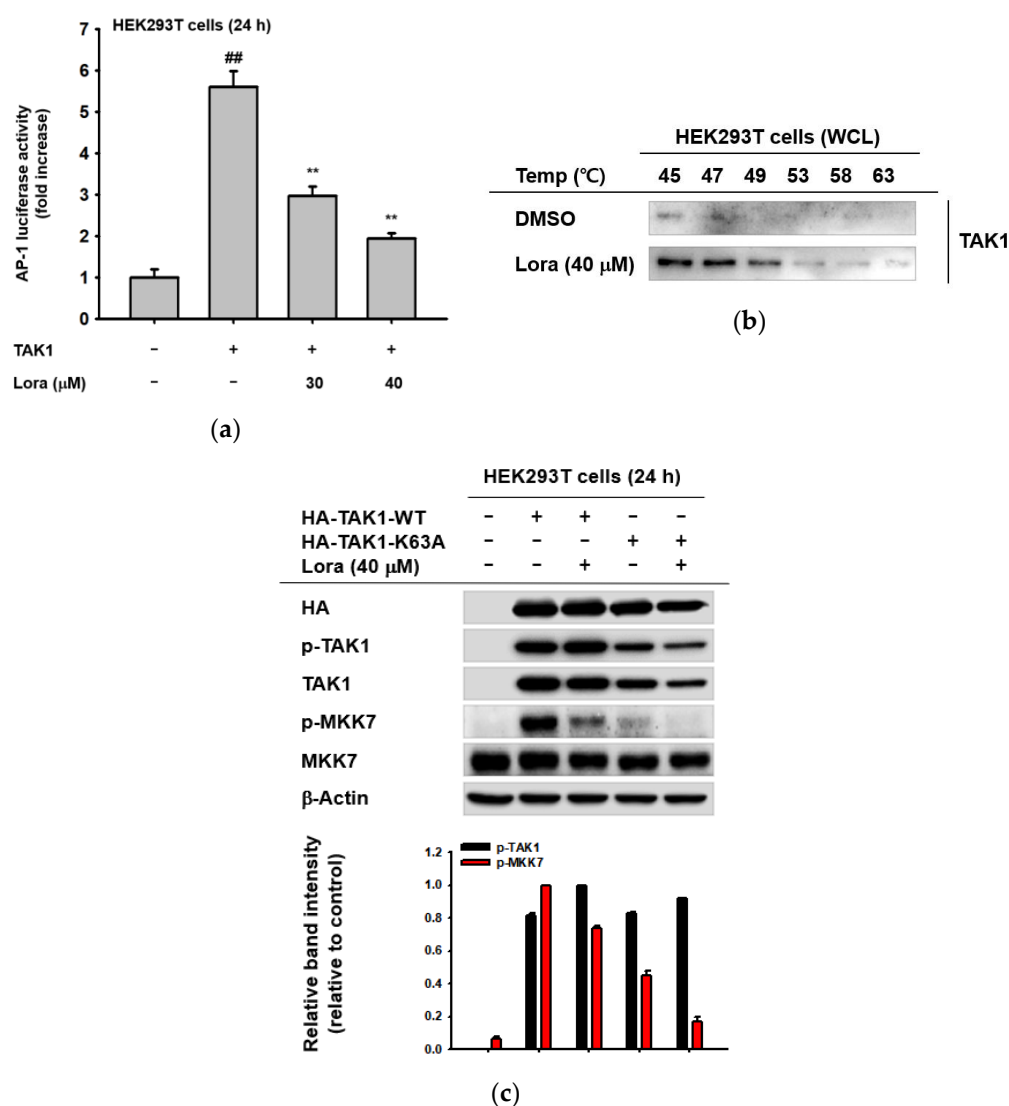 HEK293T cells (24 h)
AP-1 luciferase activity
(fold increase)
7
6
5
4
3
2
1
0
##
**
**
TAK1 − + + +
Lora (μM) − − 30 40
(a)
HEK293T cells (WCL)
Temp (℃) 45 47 49 53 58 63
DMSO
Lora (40 μM)
TAK1
(b)
HEK293T cells (24 h)
HA-TAK1-WT − + + − −
HA-TAK1-K63A − − − + +
Lora (40 μM) − − + − +
HA
p-TAK1
TAK1
p-MKK7
MKK7
β-Actin
Relative band intensity
(relative to control)
p-TAK1
p-MKK7
1.2
1.0
0.8
0.6
0.4
0.2
0.0
(c)